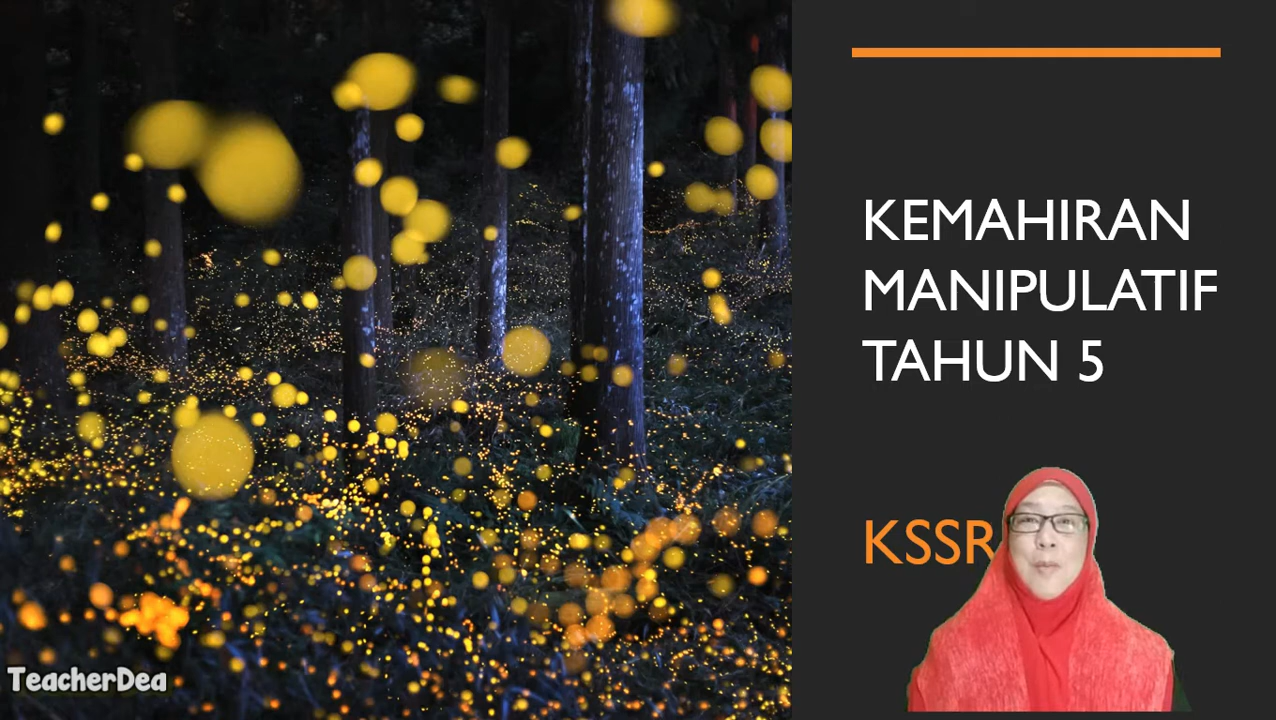 KEMAHIRAN
MANIPULATIF
TAHUN 5
KSSR
TeacherDea